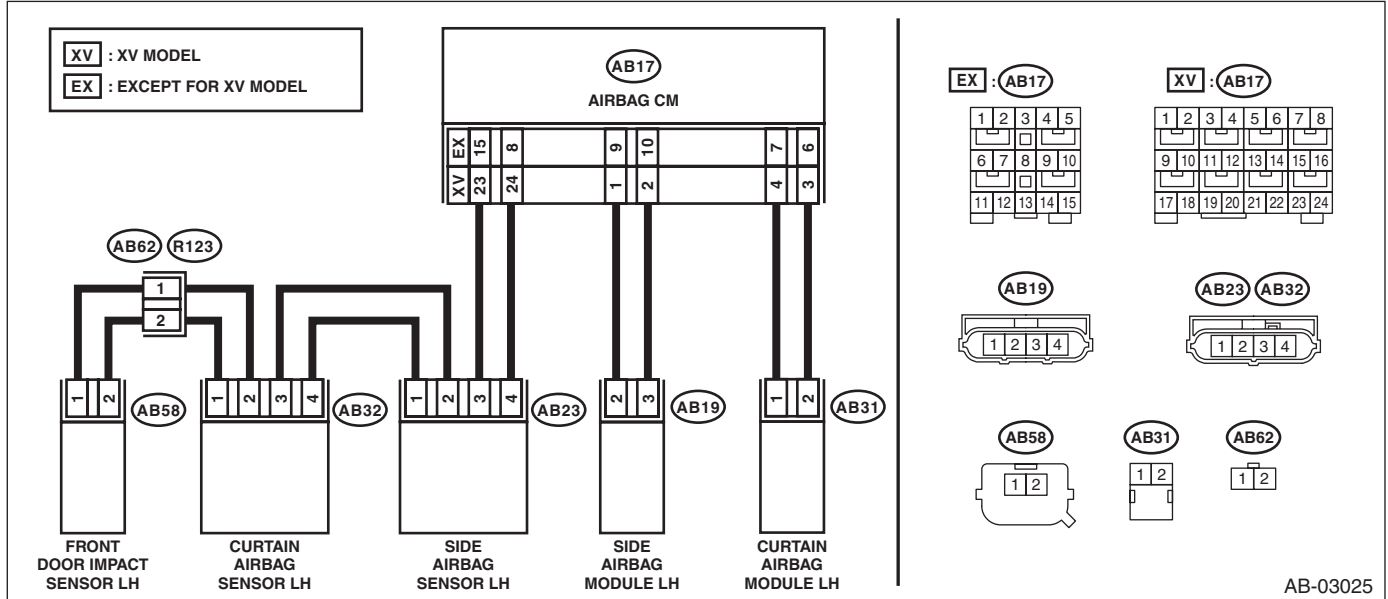 XV : XV MODEL
EX : EXCEPT FOR XV MODEL
AB17
AIRBAG CM
EX 15 8 9 10 7 6
XV 23 24 1 2 4 3
AB62 R123
1
2
1 2 AB58
1 2 3 4 AB32
1 2 3 4 AB23
2 3 AB19
1 2 AB31
FRONT
DOOR IMPACT
SENSOR LH
CURTAIN
AIRBAG
SENSOR LH
SIDE
AIRBAG
SENSOR LH
SIDE
AIRBAG
MODULE LH
CURTAIN
AIRBAG
MODULE LH
EX : AB17
1 2 3 4 5
6 7 8 9 10
11 12 13 14 15
XV : AB17
1 2 3 4 5 6 7 8
9 10 11 12 13 14 15 16
17 18 19 20 21 22 23 24
AB19
1 2 3 4
AB23 AB32
1 2 3 4
AB58
1 2
AB31
1 2
AB62
1 2
AB-03025